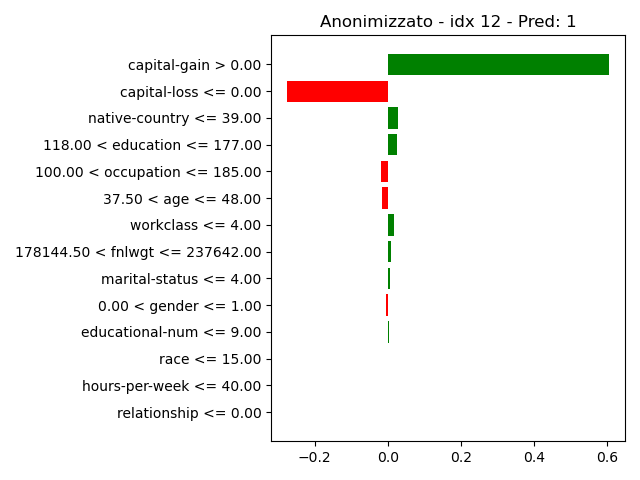 Anonimizzato - idx 12 - Pred: 1
capital-gain > 0.00
capital-loss <= 0.00
native-country <= 39.00
118.00 < education <= 177.00
100.00 < occupation <= 185.00
37.50 < age <= 48.00
workclass <= 4.00
178144.50 < fnlwgt <= 237642.00
marital-status <= 4.00
0.00 < gender <= 1.00
educational-num <= 9.00
race <= 15.00
hours-per-week <= 40.00
relationship <= 0.00
−0.2 0.0 0.2 0.4 0.6